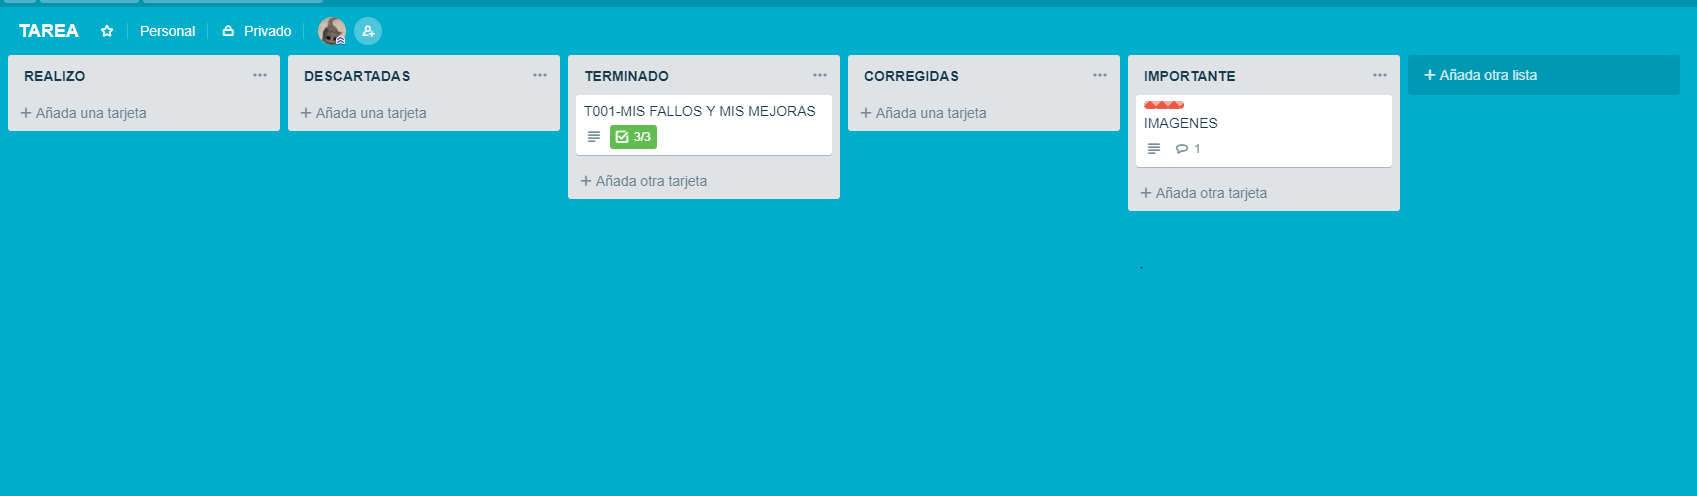 TAREA Personal Privado
REALIZO
+ Añada una tarjeta
DESCARTADAS
+ Añada una tarjeta
TERMINADO
T001-MIS FALLOS Y MIS MEJORAS
3/3
+ Añada otra tarjeta
CORREGIDAS
+ Añada una tarjeta
IMPORTANTE
IMAGENES
1
+ Añada otra tarjeta
+ Añada otra lista